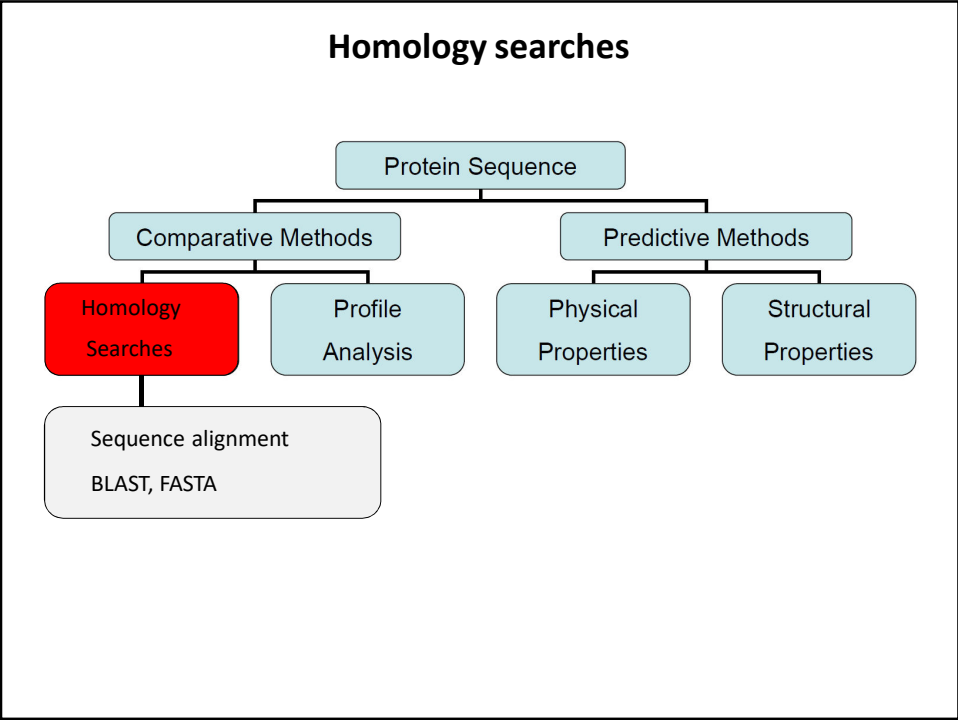 Homology searches
Protein Sequence
Comparative Methods
Predictive Methods
Homology
Searches
Profile
Analysis
Physical
Properties
Structural
Properties
Sequence alignment
BLAST, FASTA